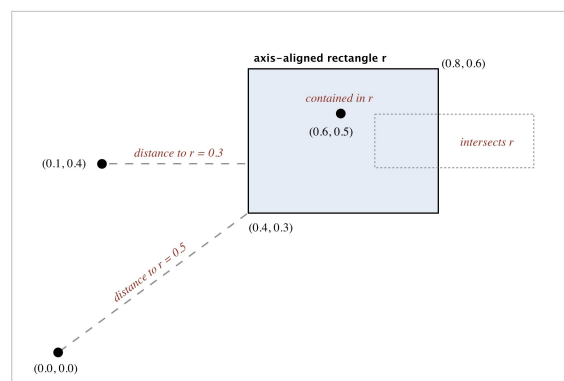 axis-aligned rectangle r
(0.8, 0.6)
contained in r
(0.6, 0.5)
intersects r
(0.1, 0.4)
distance to r = 0.3
(0.4, 0.3)
distance to r = 0.5
(0.0, 0.0)